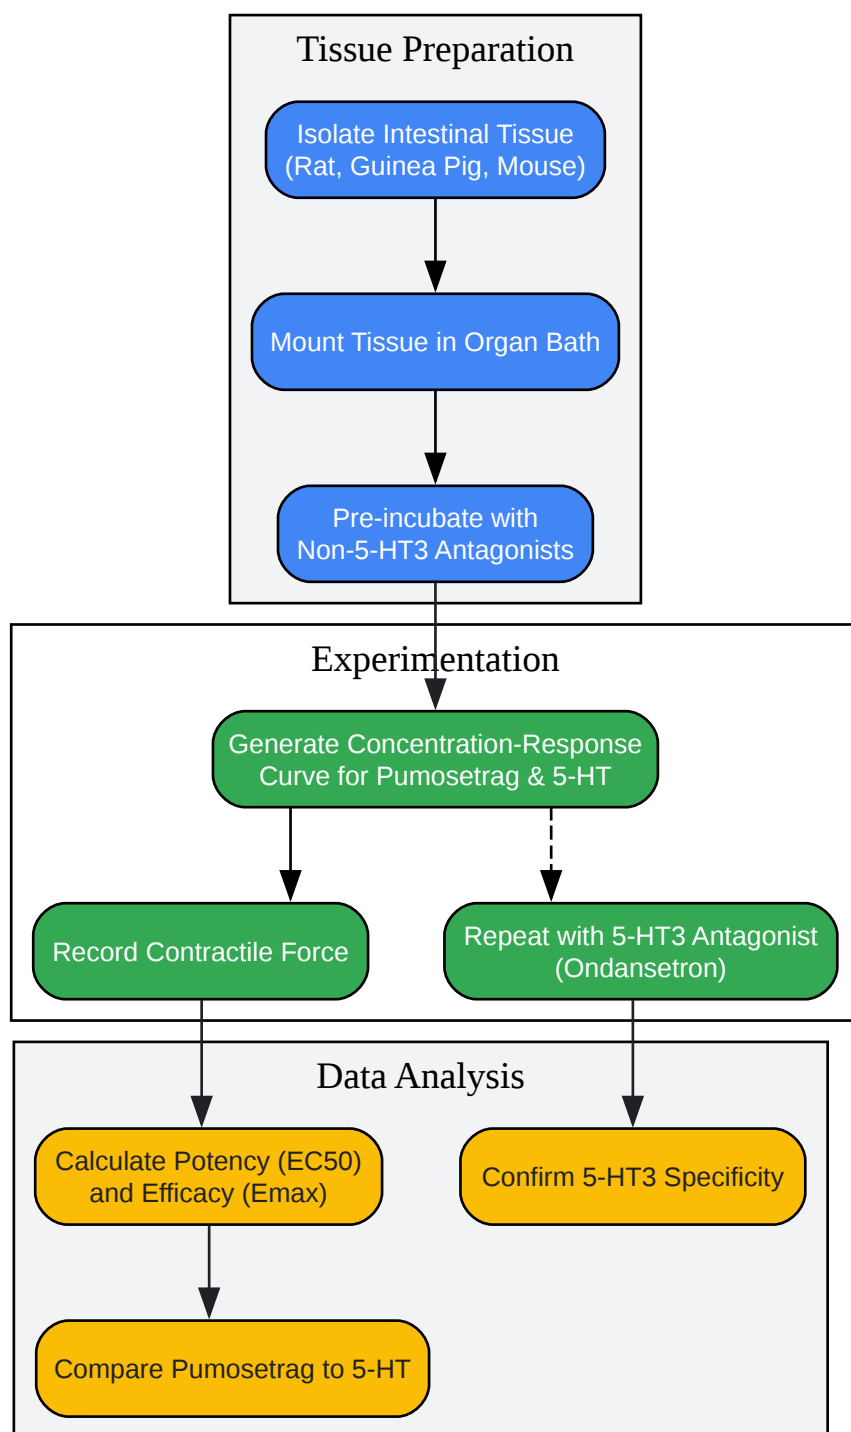 Tissue Preparation
Isolate Intestinal Tissue
(Rat, Guinea Pig, Mouse)
Mount Tissue in Organ Bath
Pre-incubate with
Non-5-HT3 Antagonists
Experimentation
Generate Concentration-Response
Curve for Pumosetrag & 5-HT
Record Contractile Force
Repeat with 5-HT3 Antagonist
(Ondansetron)
Data Analysis
Calculate Potency (EC50)
and Efficacy (Emax)
Confirm 5-HT3 Specificity
Compare Pumosetrag to 5-HT